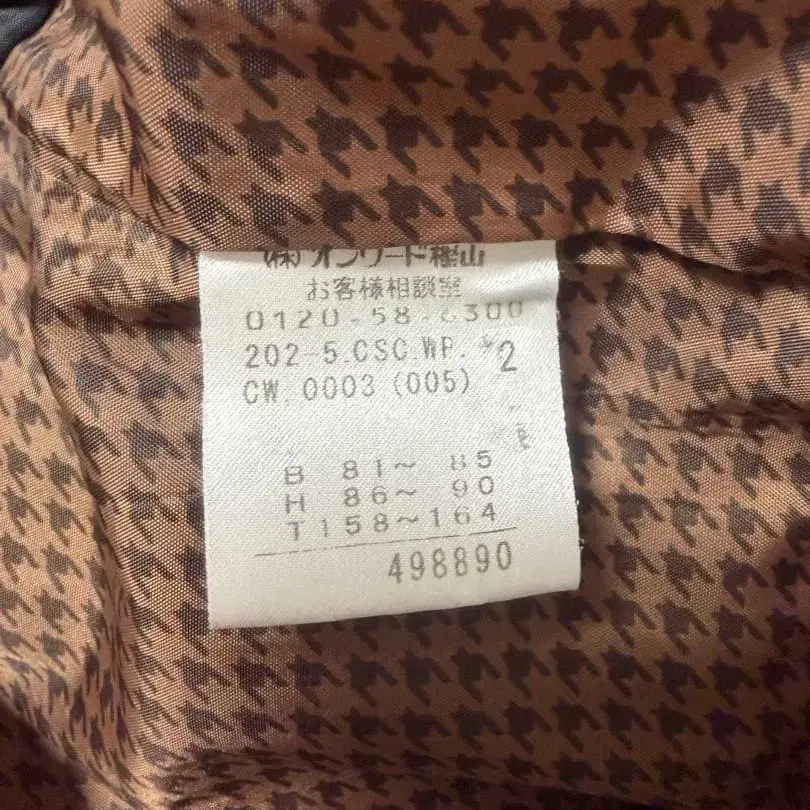 (株)オンワード樫山
お客様相談室
0120-58-6300
202-5.CSC.WP. 2
CW.0003(005)
B 81~ 85
H 86~ 90
T158~164
498890